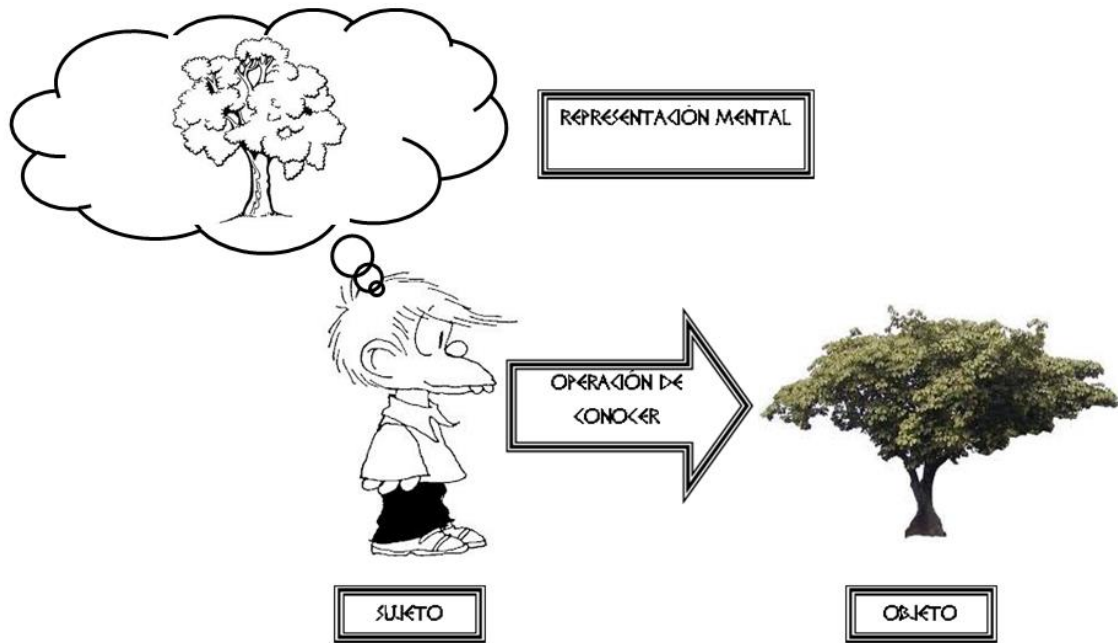 REPRESENTACIÓN MENTAL
OPERACIÓN DE
CONOCER
SUJETO
OBJETO